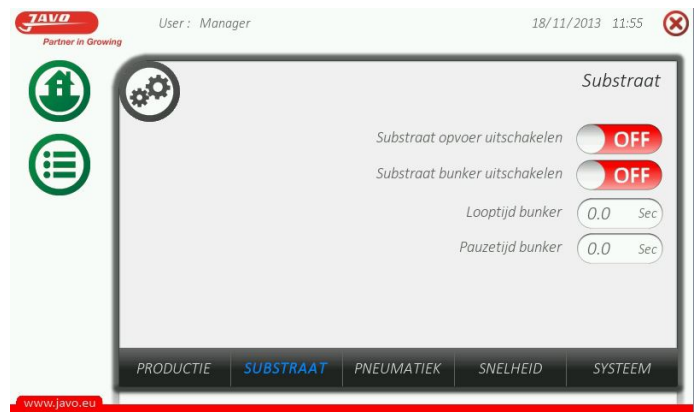 JAVO
Partner in Growing
User : Manager
18/11/2013 11:55
Substraat
Substraat opvoer uitschakelen OFF
Substraat bunker uitschakelen OFF
Looptijd bunker 0.0 Sec
Pauzetijd bunker 0.0 Sec
PRODUCTIE SUBSTRAAT PNEUMATIEK SNELHEID SYSTEEM
www.javo.eu